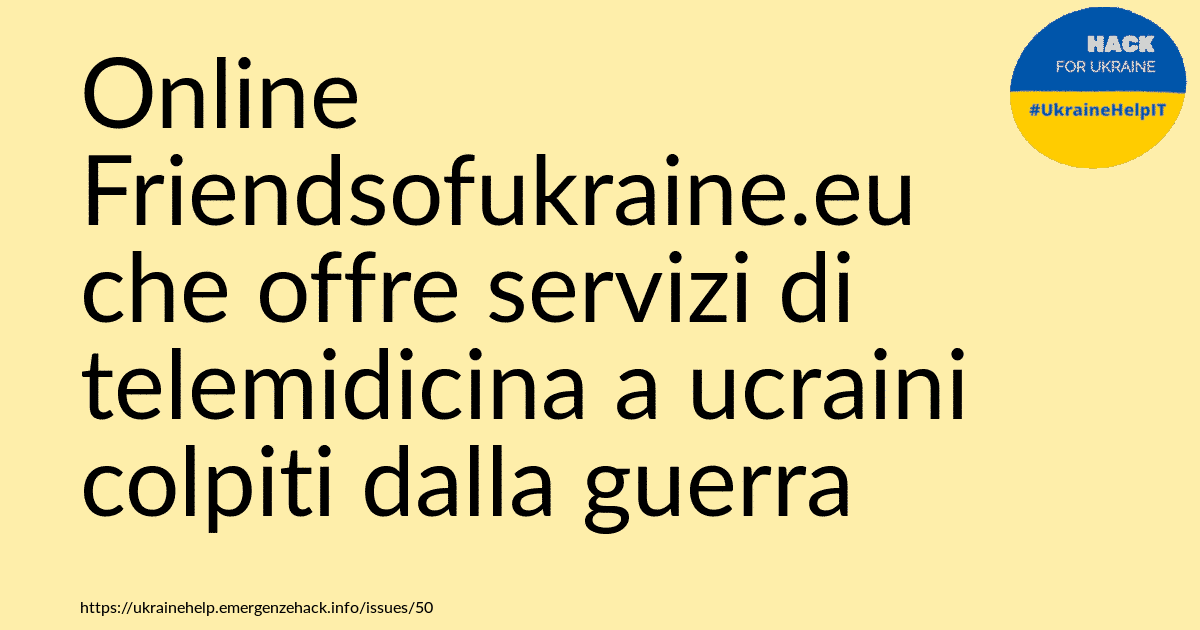 Online
Friendsofukraine.eu
che offre servizi di
telemidicina a ucraini
colpiti dalla guerra
HACK
FOR UKRAINE
#UkraineHelpIT
https://ukrainehelp.emergenzehack.info/issues/50